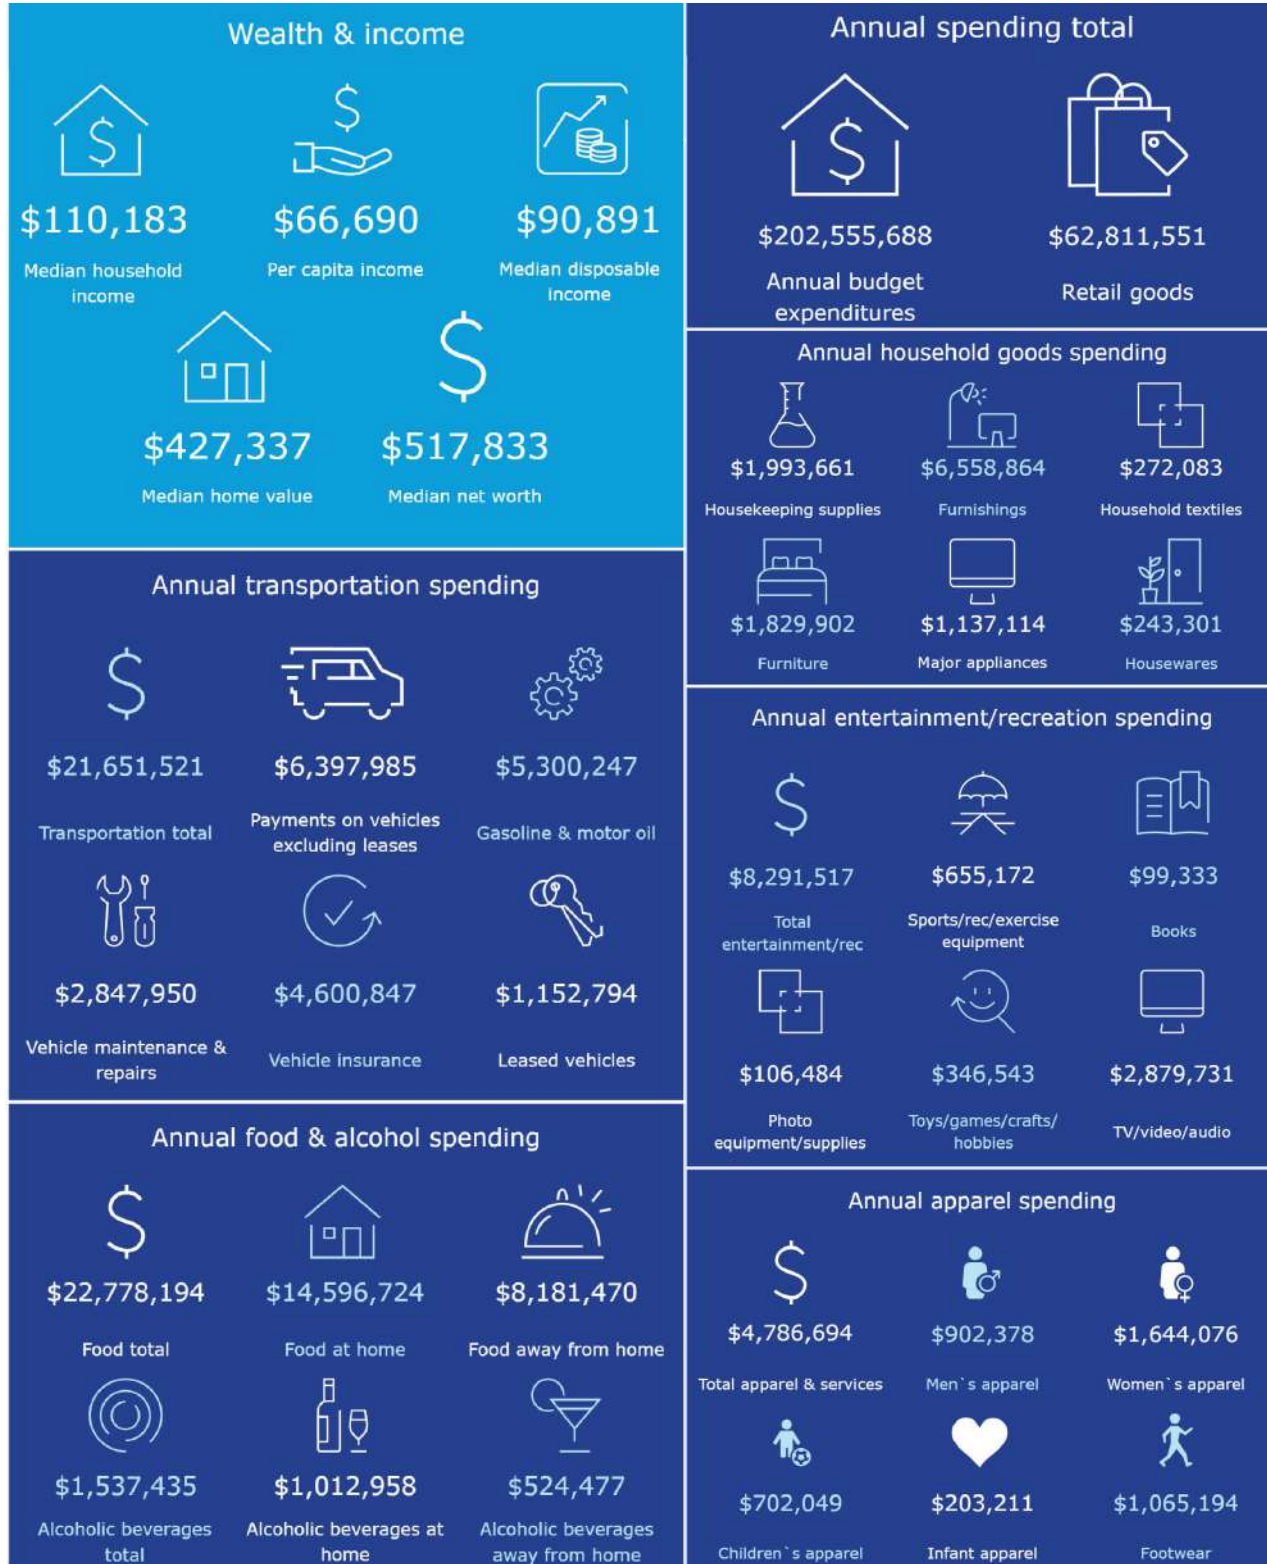 Wealth & income
$110,183
Median household
income
$66,690
Per capita income
$90,891
Median disposable
income
$427,337
Median home value
$517,833
Median net worth
Annual spending total
$202,555,688
Annual budget
expenditures
$62,811,551
Retail goods
Annual household goods spending
$1,993,661
Housekeeping supplies
$6,558,864
Furnishings
$272,083
Household textiles
$1,829,902
Furniture
$1,137,114
Major appliances
$243,301
Housewares
Annual transportation spending
$21,651,521
Transportation total
$6,397,985
Payments on vehicles
excluding leases
$5,300,247
Gasoline & motor oil
$2,847,950
Vehicle maintenance &
repairs
$4,600,847
Vehicle insurance
$1,152,794
Leased vehicles
Annual entertainment/recreation spending
$8,291,517
Total
entertainment/rec
$655,172
Sports/rec/exercise
equipment
$99,333
Books
$106,484
Photo
equipment/supplies
$346,543
Toys/games/crafts/
hobbies
$2,879,731
TV/video/audio
Annual food & alcohol spending
$22,778,194
Food total
$14,596,724
Food at home
$8,181,470
Food away from home
$1,537,435
Alcoholic beverages
total
$1,012,958
Alcoholic beverages at
home
$524,477
Alcoholic beverages
away from home
Annual apparel spending
$4,786,694
Total apparel & services
$902,378
Men`s apparel
$1,644,076
Women`s apparel
$702,049
Children`s apparel
$203,211
Infant apparel
$1,065,194
Footwear